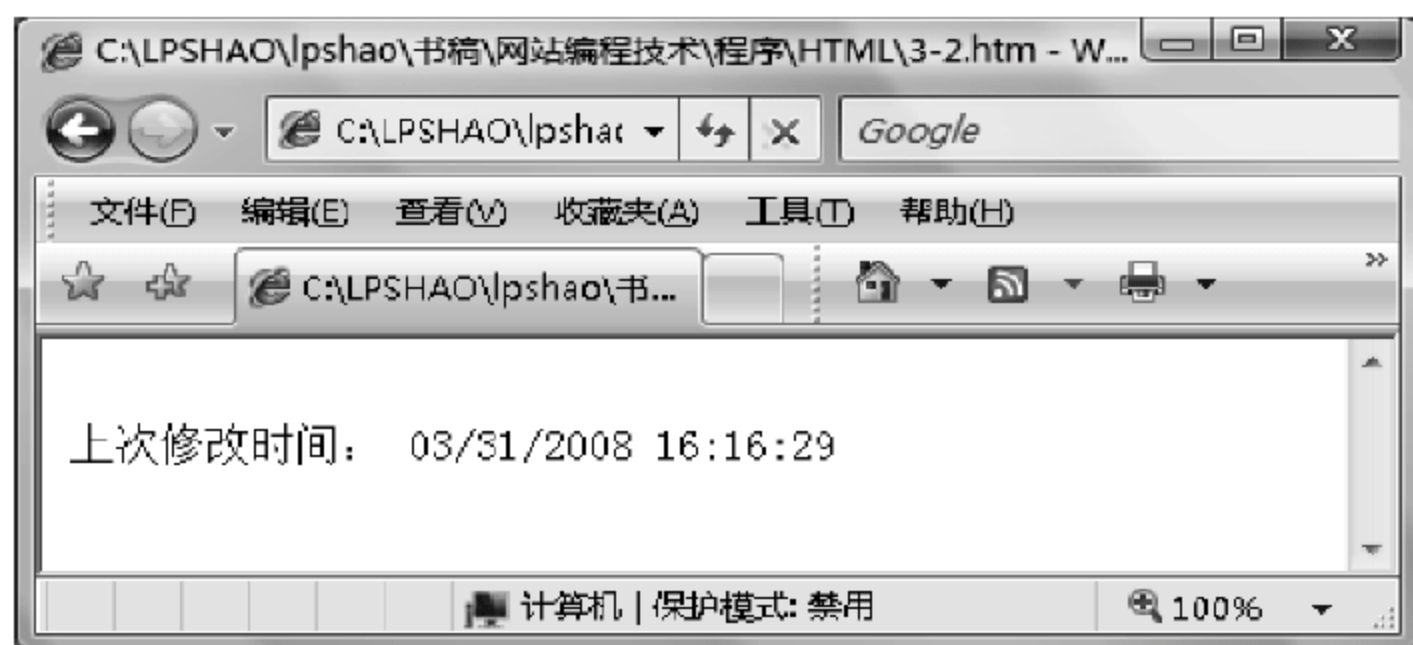 C:\LPSHAO\lpshao\书稿\网站编程技术\程序\HTML\3-2.htm - W...
C:\LPSHAO\lpshac Google
文件(F) 编辑(E) 查看(V) 收藏夹(A) 工具(T) 帮助(H)
C:\LPSHAO\lpshao\书...
上次修改时间: 03/31/2008 16:16:29
计算机 | 保护模式: 禁用 100%